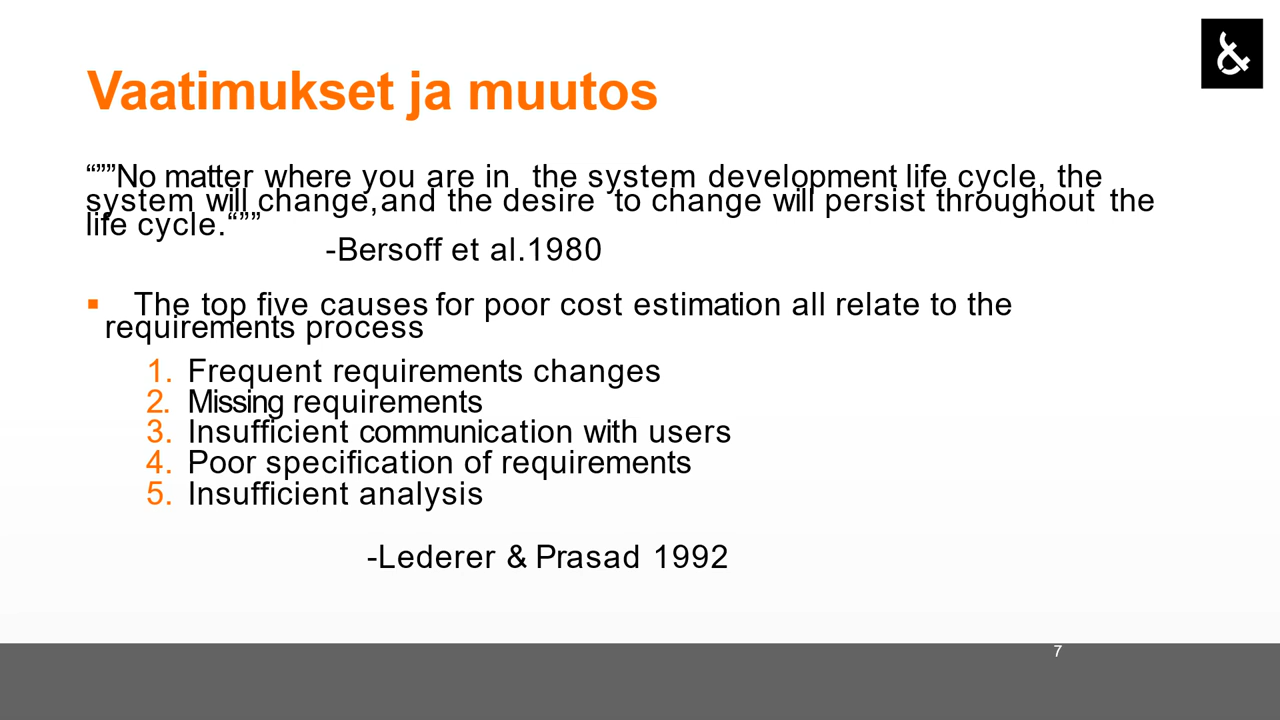 &
Vaatimukset ja muutos
“””No matter where you are in the system development life cycle, the
system will change,and the desire to change will persist throughout the
life cycle.“””
-Bersoff et al.1980
▪ The top five causes for poor cost estimation all relate to the
requirements process
1. Frequent requirements changes
2. Missing requirements
3. Insufficient communication with users
4. Poor specification of requirements
5. Insufficient analysis
-Lederer & Prasad 1992
7